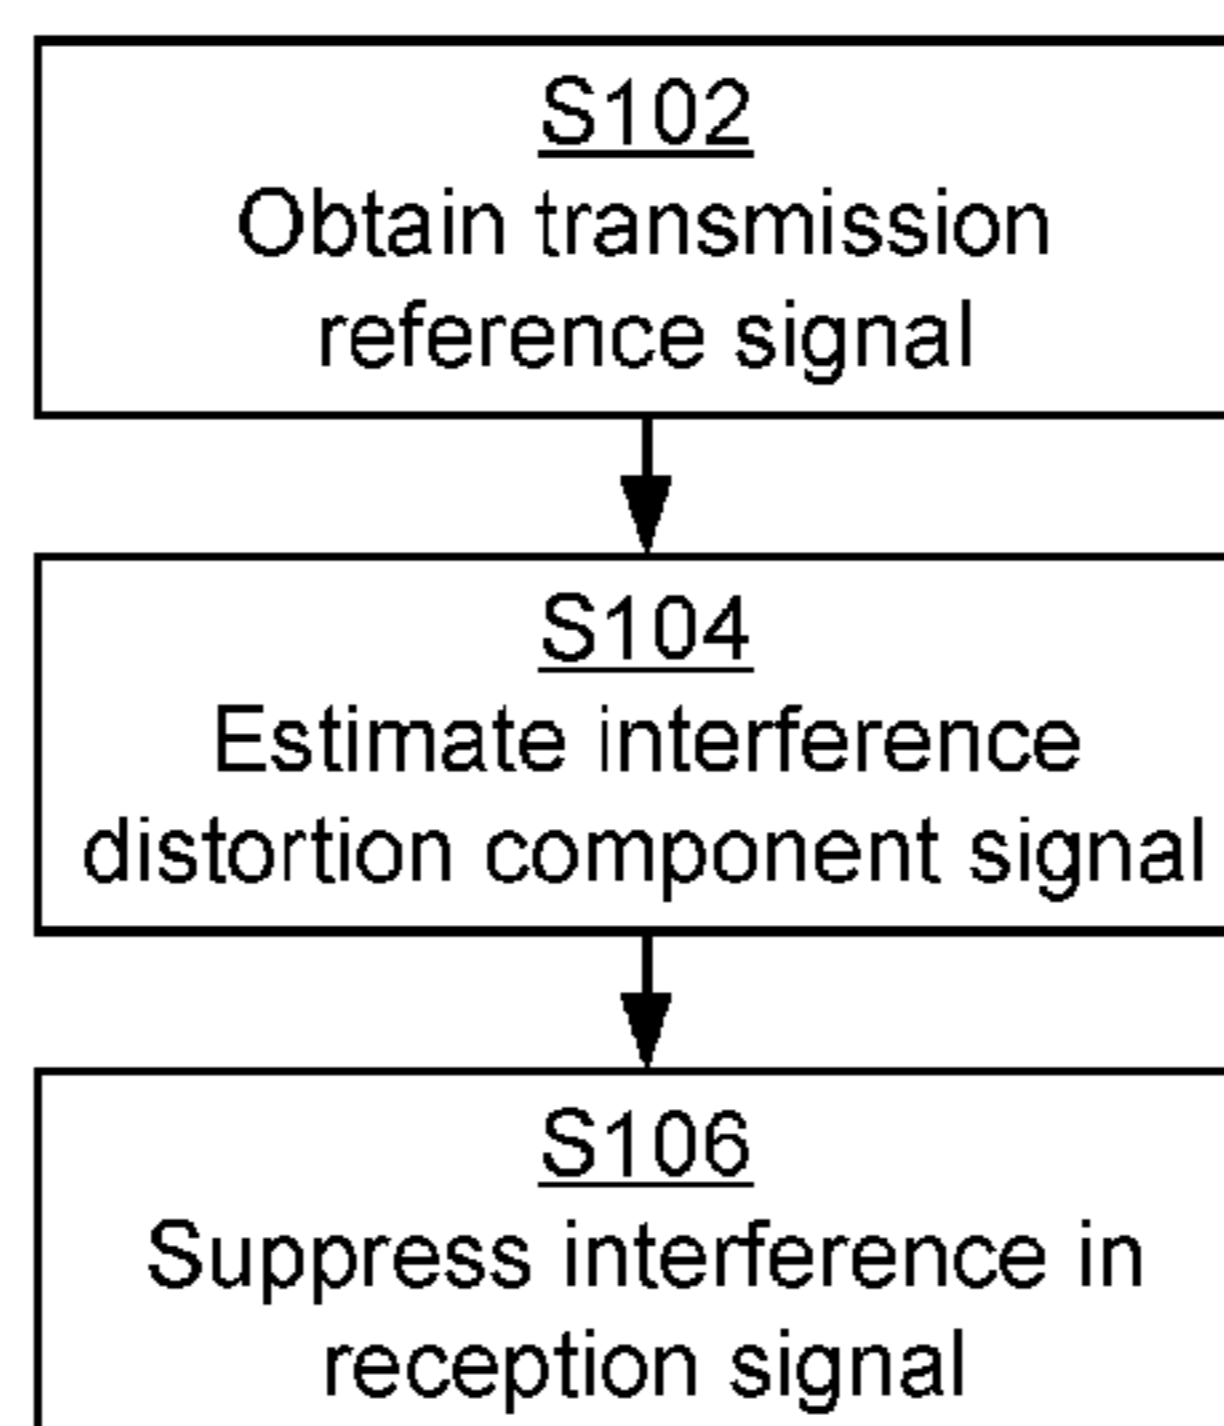 S102
Obtain transmission
reference signal
S104
Estimate interference
distortion component signal
S106
Suppress interference in
reception signal